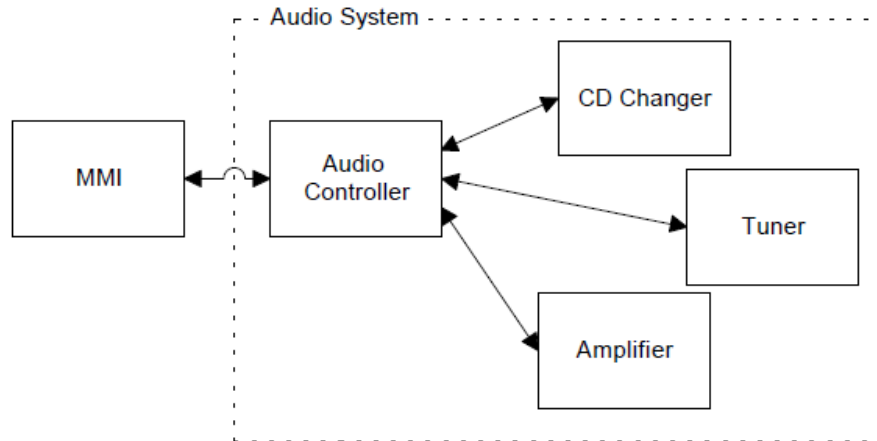 Audio System
CD Changer
MMI
Audio
Controller
Tuner
Amplifier